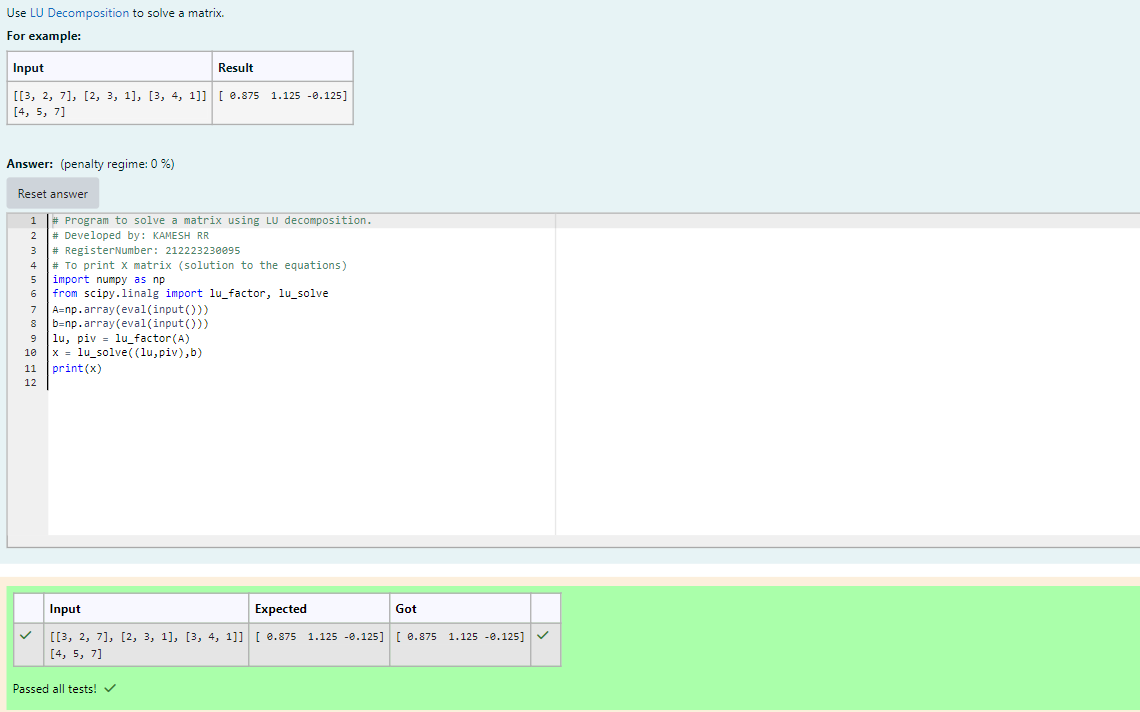 Use LU Decomposition to solve a matrix.
For example:
Input Result
[[3, 2, 7], [2, 3, 1], [3, 4, 1]] [ 0.875  1.125 -0.125]
[4, 5, 7]
Answer: (penalty regime: 0 %)
Reset answer
1 # Program to solve a matrix using LU decomposition.
2 # Developed by: KAMESH RR
3 # RegisterNumber: 212223230095
4 # To print X matrix (solution to the equations)
5 import numpy as np
6 from scipy.linalg import lu_factor, lu_solve
7 A=np.array(eval(input()))
8 b=np.array(eval(input()))
9 lu, piv = lu_factor(A)
10 x = lu_solve((lu,piv),b)
11 print(x)
12
Input Expected Got
[[3, 2, 7], [2, 3, 1], [3, 4, 1]] [ 0.875  1.125 -0.125] [ 0.875  1.125 -0.125]
[4, 5, 7]
Passed all tests!